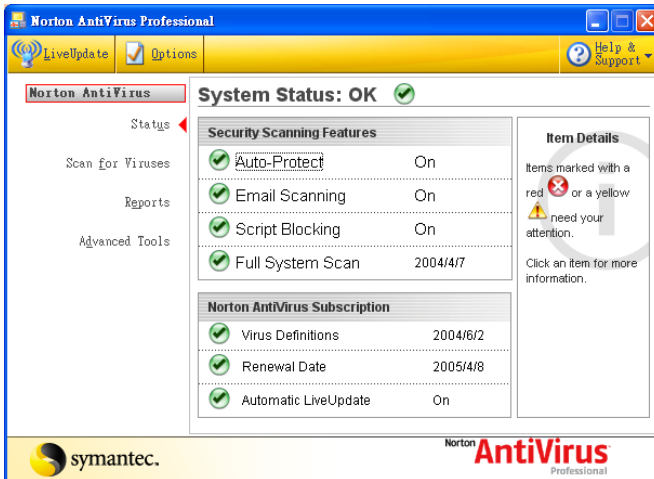 Norton AntiVirus Professional
LiveUpdate
Options
Help & Support
Norton AntiVirus
Status
Scan for Viruses
Reports
Advanced Tools
System Status: OK
Security Scanning Features
Auto-Protect On
Email Scanning On
Script Blocking On
Full System Scan 2004/4/7
Norton AntiVirus Subscription
Virus Definitions 2004/6/2
Renewal Date 2005/4/8
Automatic LiveUpdate On
Item Details
Items marked with a
red or a yellow
need your
attention.
Click an item for more
information.
symantec.
Norton AntiVirus
Professional